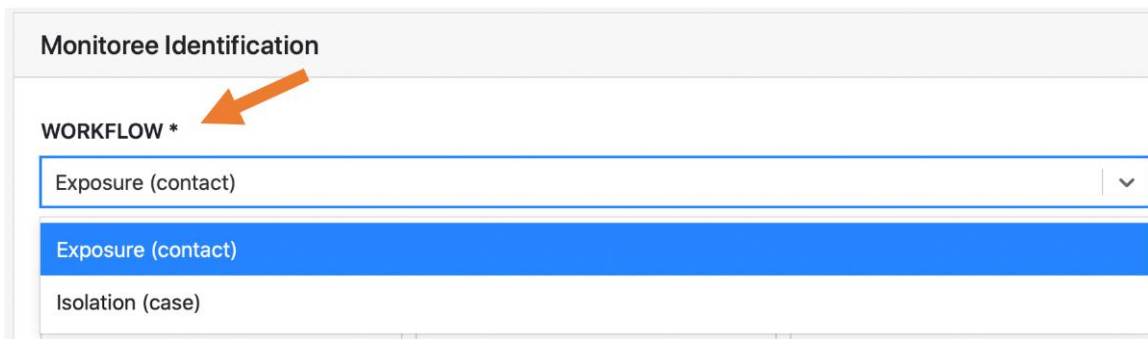 Monitoree Identification
WORKFLOW *
Exposure (contact)
Exposure (contact)
Isolation (case)